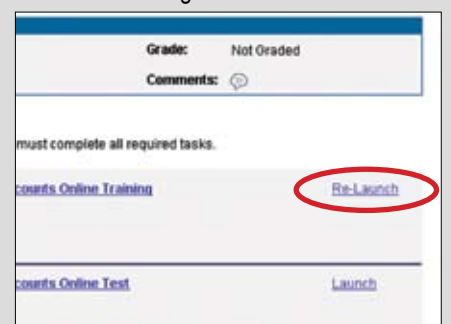 Grade: Not Graded
Comments:
must complete all required tasks.
counts Online Training Re-Launch
counts Online Test Launch